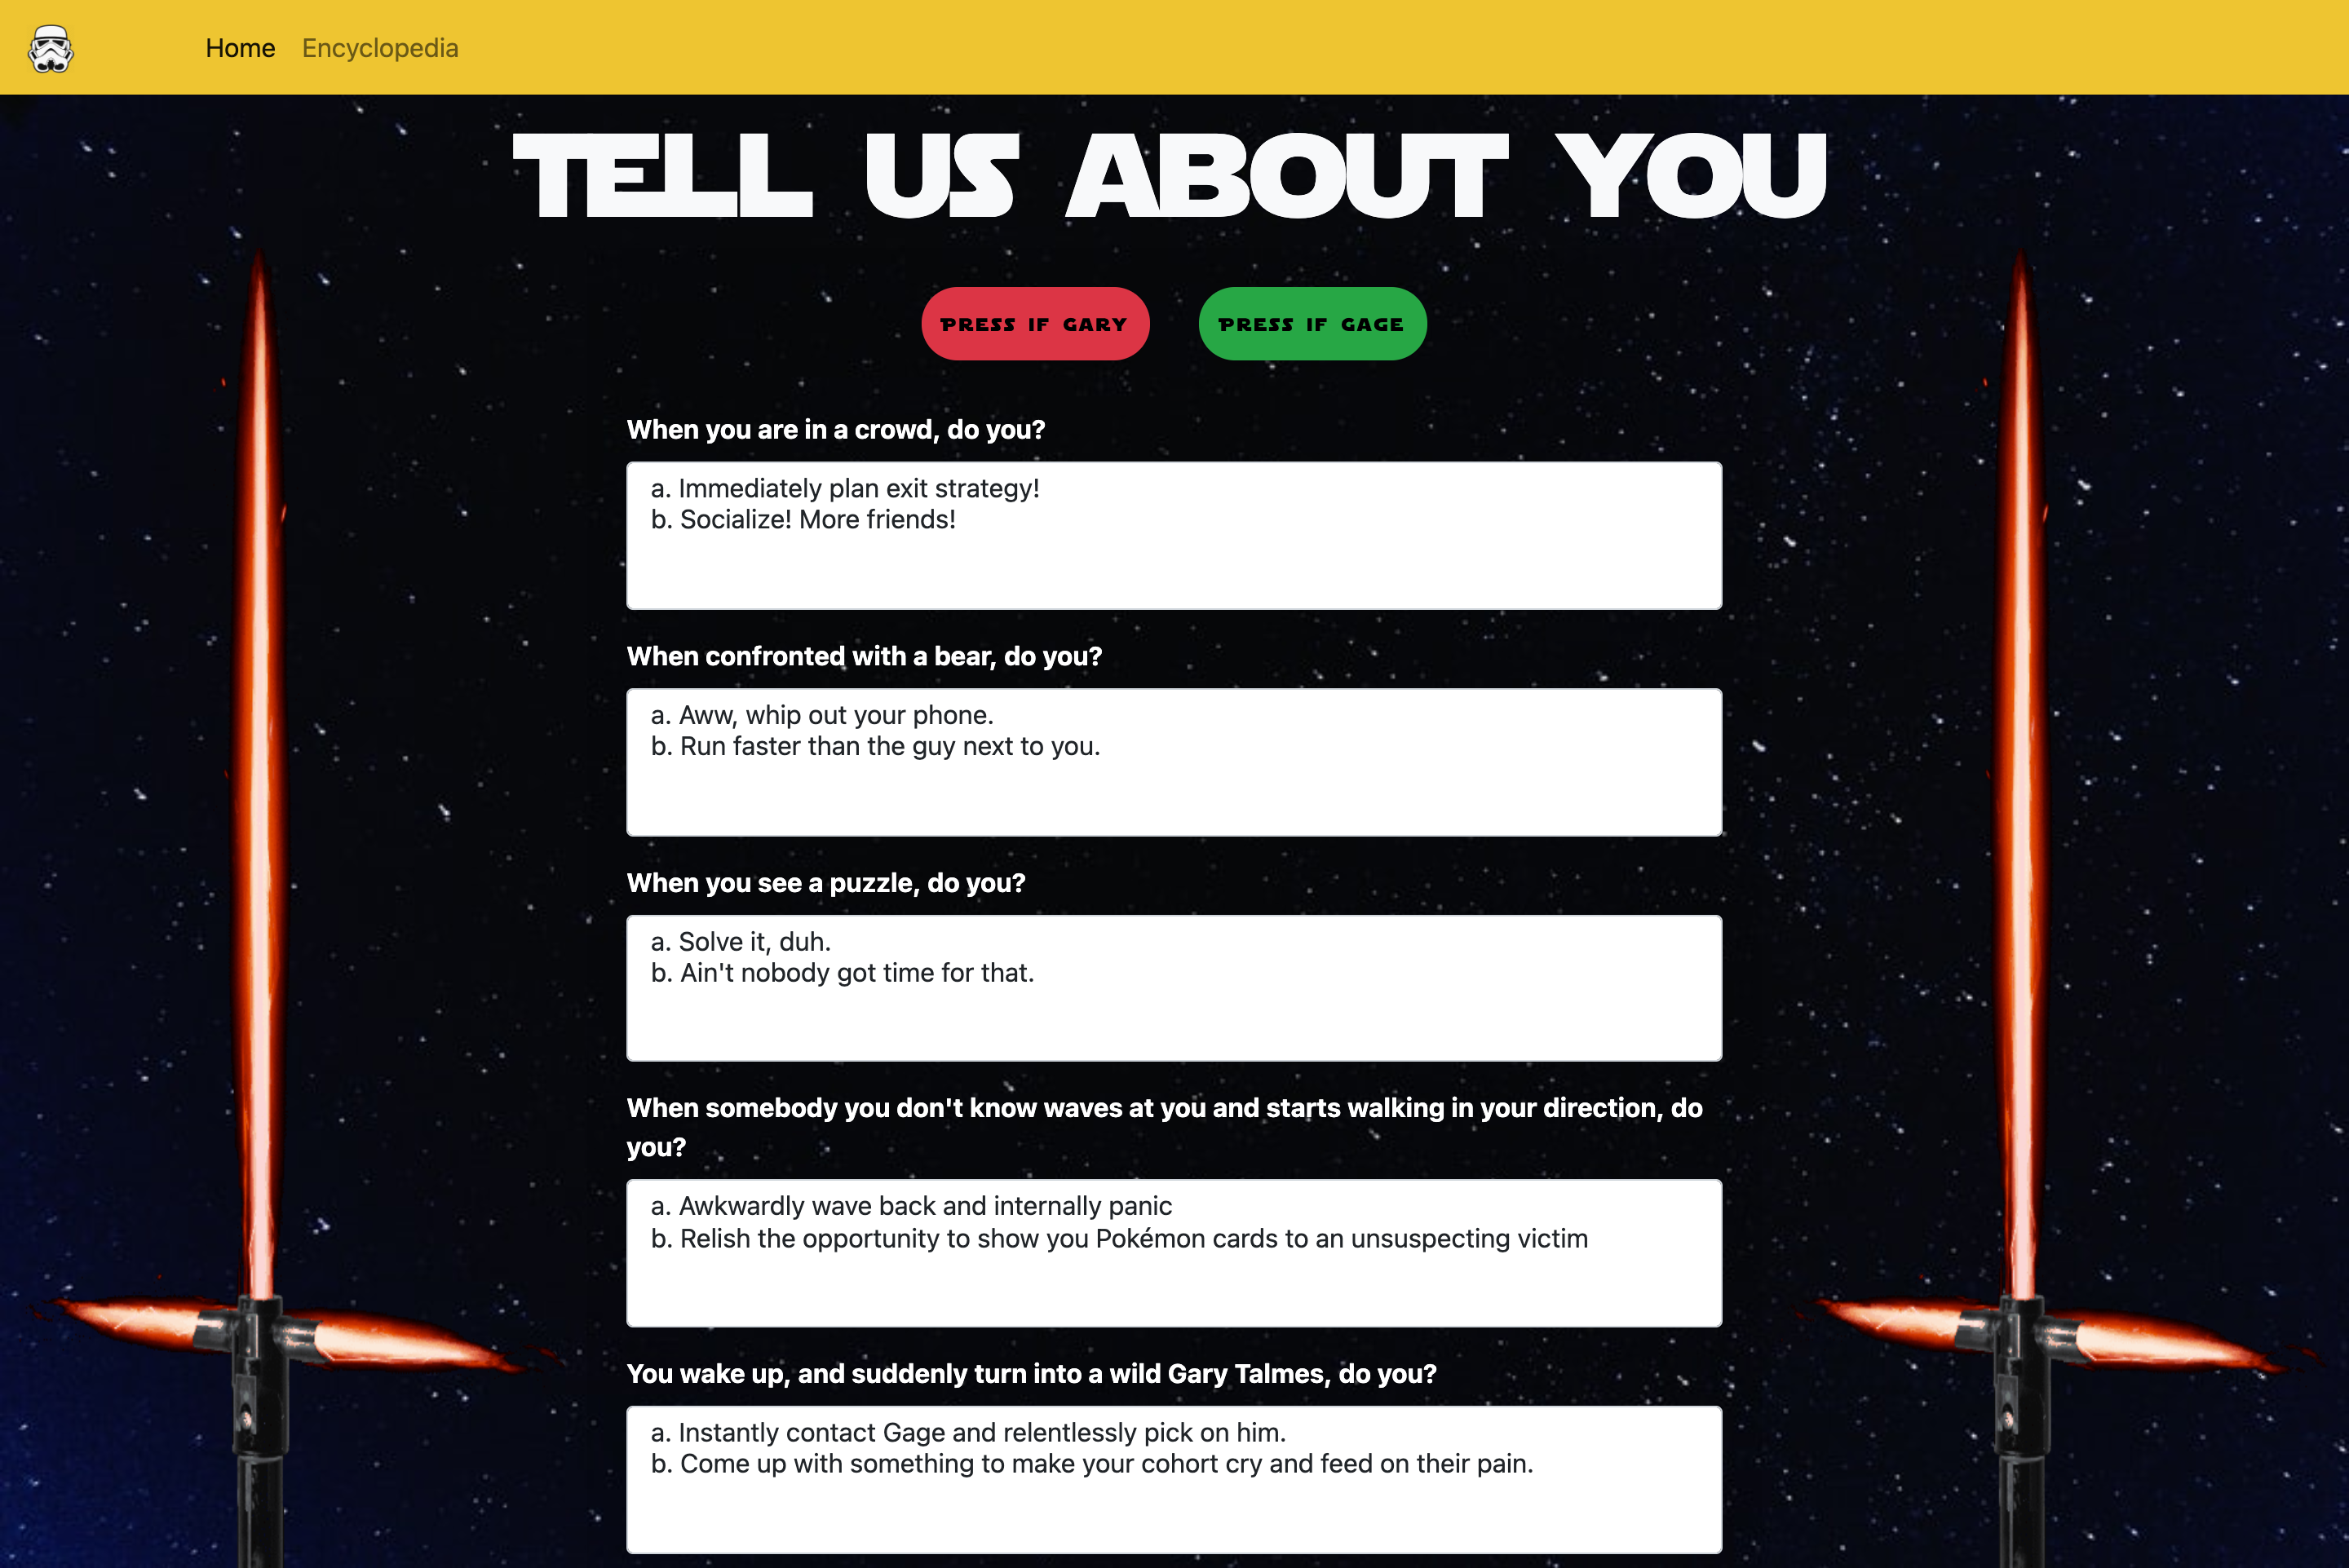 Home Encyclopedia
TELL US ABOUT YOU
PRESS IF GARY PRESS IF GAGE
When you are in a crowd, do you?
a. Immediately plan exit strategy!
b. Socialize! More friends!
When confronted with a bear, do you?
a. Aww, whip out your phone.
b. Run faster than the guy next to you.
When you see a puzzle, do you?
a. Solve it, duh.
b. Ain't nobody got time for that.
When somebody you don't know waves at you and starts walking in your direction, do
you?
a. Awkwardly wave back and internally panic
b. Relish the opportunity to show you Pokémon cards to an unsuspecting victim
You wake up, and suddenly turn into a wild Gary Talmes, do you?
a. Instantly contact Gage and relentlessly pick on him.
b. Come up with something to make your cohort cry and feed on their pain.